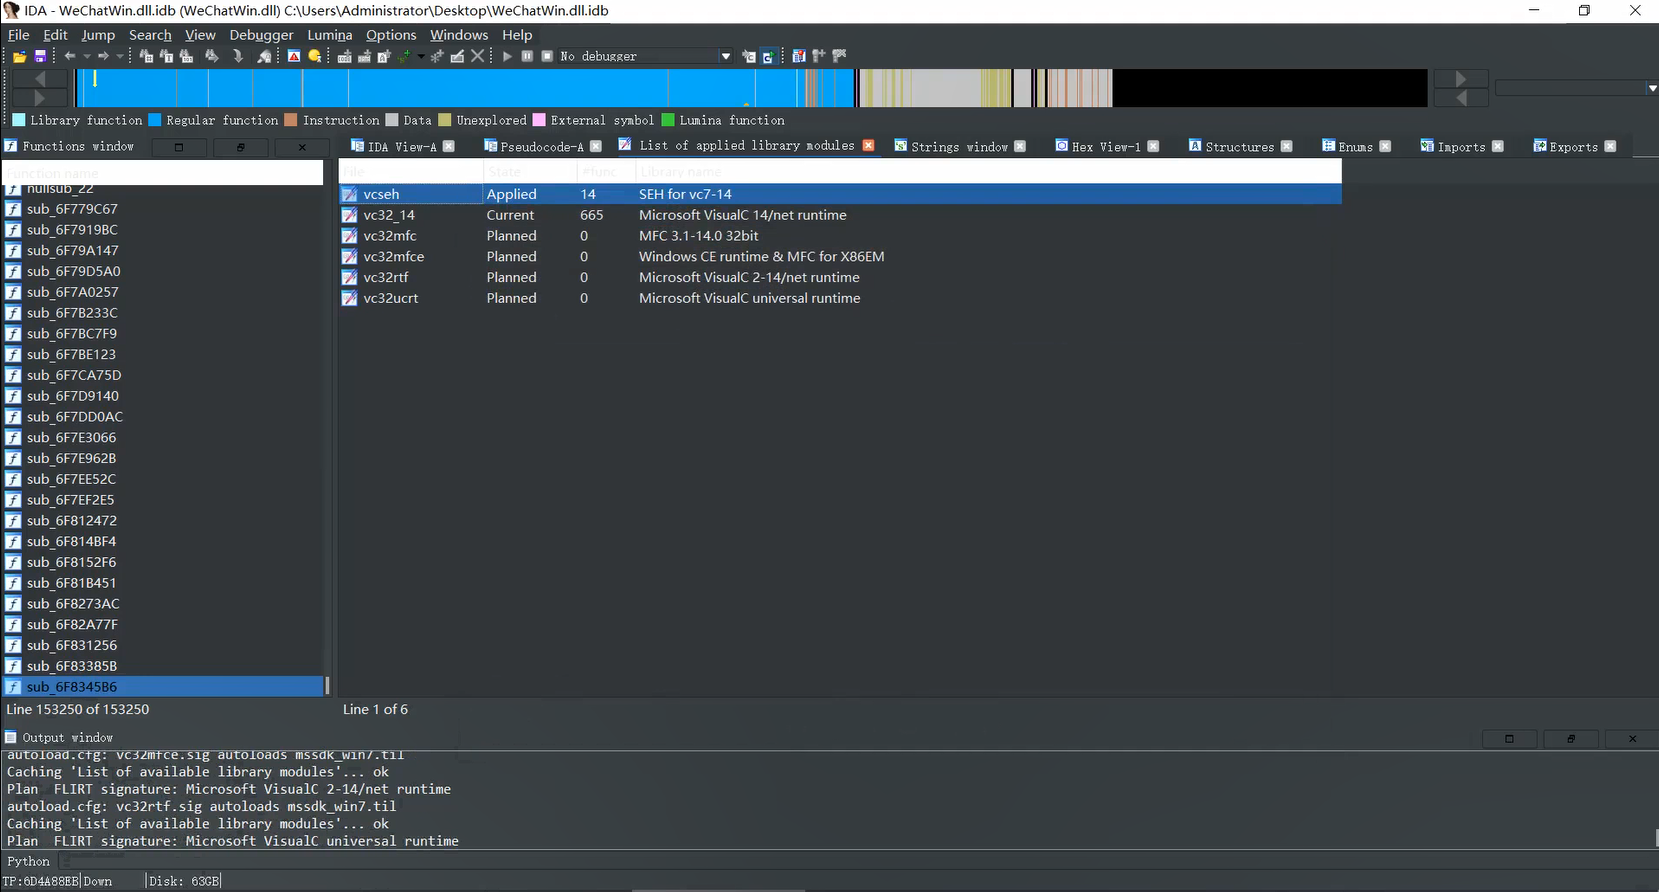 IDA - WeChatWin.dll.idb (WeChatWin.dll) C:\Users\Administrator\Desktop\WeChatWin.dll.idb
File Edit Jump Search View Debugger Lumina Options Windows Help
No debugger
Library function Regular function Instruction Data Unexplored External symbol Lumina function
Functions window
IDA View-A Pseudocode-A List of applied library modules Strings window Hex View-1 Structures Enums Imports Exports
Function name
File State #func Library name
nullsub_22
sub_6F779C67
sub_6F7919BC
sub_6F79A147
sub_6F79D5A0
sub_6F7A0257
sub_6F7B233C
sub_6F7BC7F9
sub_6F7BE123
sub_6F7CA75D
sub_6F7D9140
sub_6F7DD0AC
sub_6F7E3066
sub_6F7E962B
sub_6F7EE52C
sub_6F7EF2E5
sub_6F812472
sub_6F814BF4
sub_6F8152F6
sub_6F81B451
sub_6F8273AC
sub_6F82A77F
sub_6F831256
sub_6F83385B
sub_6F8345B6
Line 153250 of 153250
vcseh Applied 14 SEH for vc7-14
vc32_14 Current 665 Microsoft VisualC 14/net runtime
vc32mfc Planned 0 MFC 3.1-14.0 32bit
vc32mfce Planned 0 Windows CE runtime & MFC for X86EM
vc32rtf Planned 0 Microsoft VisualC 2-14/net runtime
vc32ucrt Planned 0 Microsoft VisualC universal runtime
Line 1 of 6
Output window
autoload.cfg: vc32mfce.sig autoloads mssdk_win7.til
Caching 'List of available library modules'... ok
Plan  FLIRT signature: Microsoft VisualC 2-14/net runtime
autoload.cfg: vc32rtf.sig autoloads mssdk_win7.til
Caching 'List of available library modules'... ok
Plan  FLIRT signature: Microsoft VisualC universal runtime
Python
TP:6D4A88EB Down Disk: 63GB